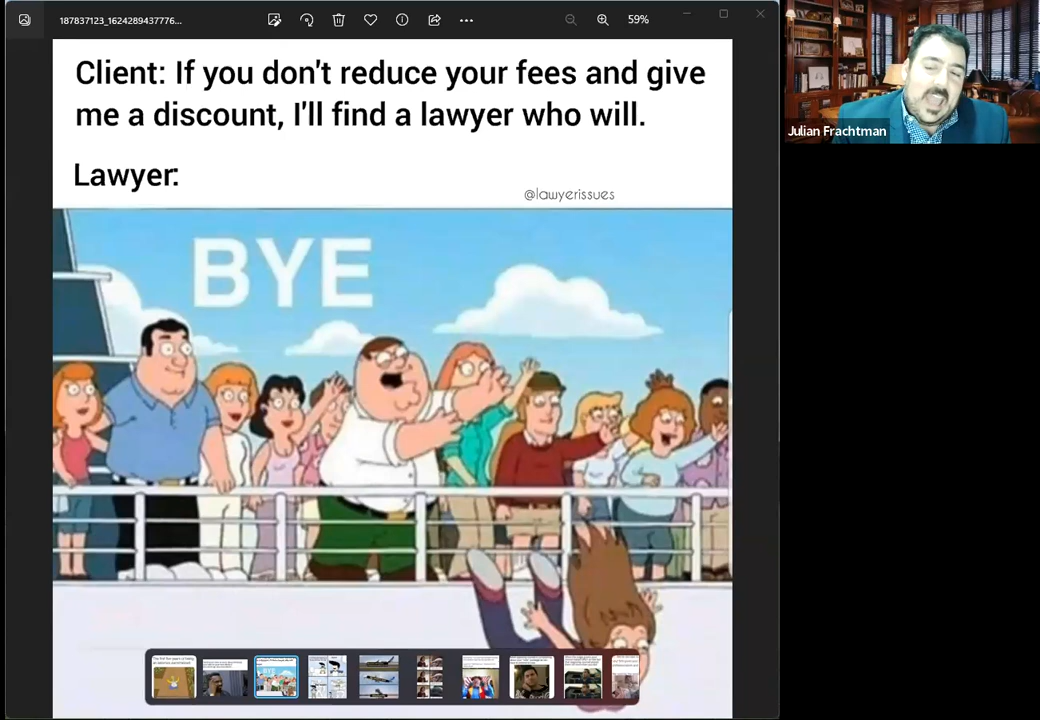 187837123_1624289437776...
59%
Client: If you don't reduce your fees and give
me a discount, I'll find a lawyer who will.
Lawyer:
@lawyerissues
BYE
Julian Frachtman